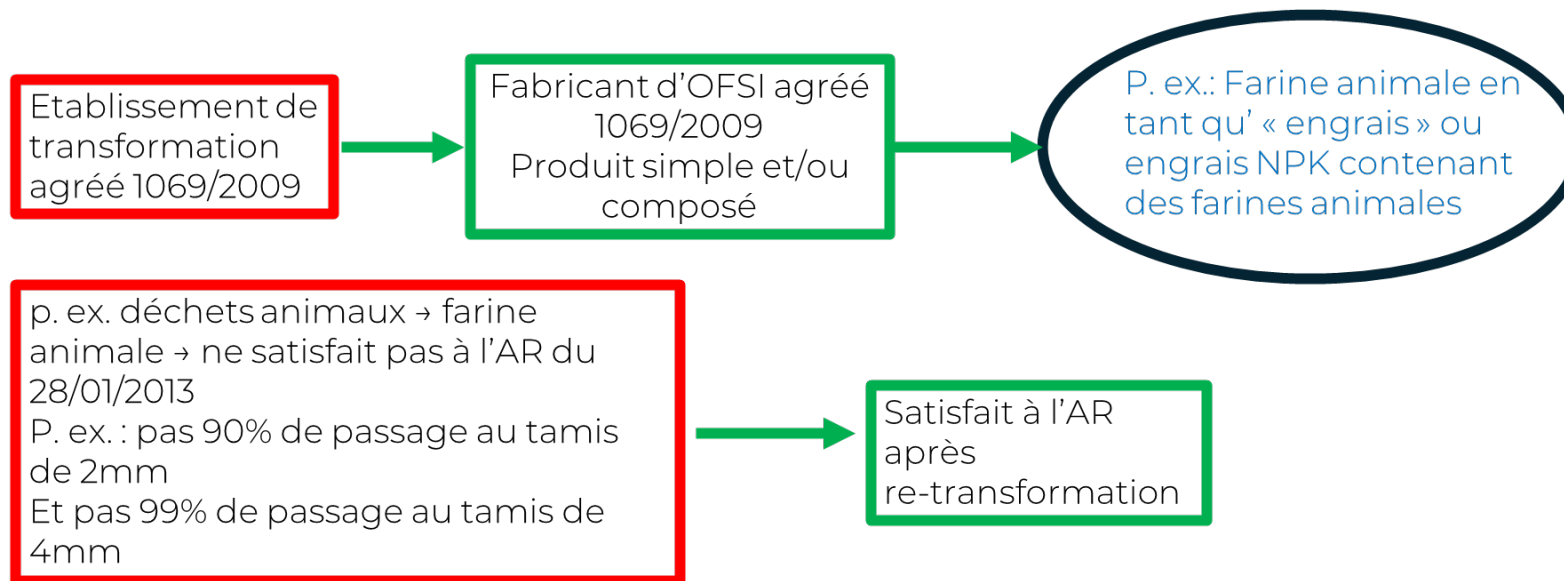 Etablissement de
transformation
agréé 1069/2009
Fabricant d’OFSI agréé
1069/2009
Produit simple et/ou
composé
P. ex.: Farine animale en
tant qu’ « engrais » ou
engrais NPK contenant
des farines animales
p. ex. déchets animaux → farine
animale → ne satisfait pas à l’AR du
28/01/2013
P. ex. : pas 90% de passage au tamis
de 2mm
Et pas 99% de passage au tamis de
4mm
Satisfait à l’AR
après
re-transformation